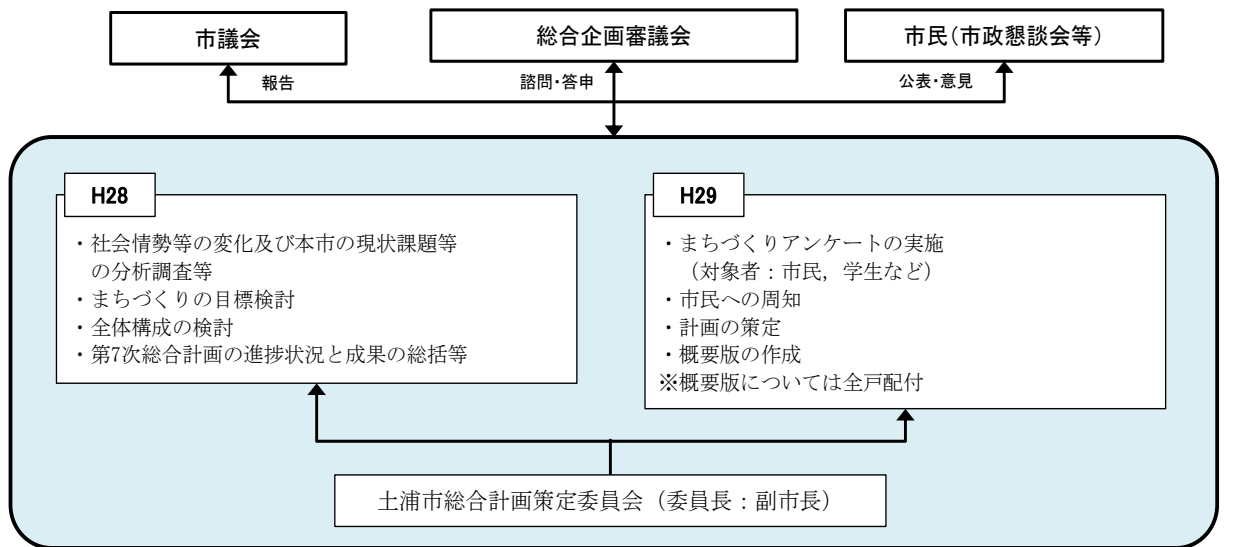 市議会
総合企画審議会
市民(市政懇談会等)
報告
諮問・答申
公表・意見
H28
・社会情勢等の変化及び本市の現状課題等
の分析調査等
・まちづくりの目標検討
・全体構成の検討
・第7次総合計画の進捗状況と成果の総括等
H29
・まちづくりアンケートの実施
(対象者:市民,学生など)
・市民への周知
・計画の策定
・概要版の作成
※概要版については全戸配付
土浦市総合計画策定委員会(委員長:副市長)